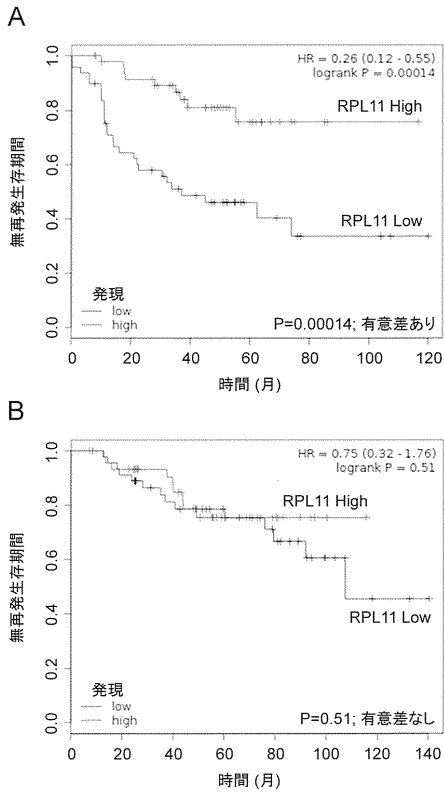 A
HR = 0.26 (0.12 - 0.55)
logrank P = 0.00014
RPL11 High
RPL11 Low
無再発生存期間
0.0
0.2
0.4
0.6
0.8
1.0
発現
low
high
P=0.00014; 有意差あり
0
20
40
60
80
100
120
時間 (月)
B
HR = 0.75 (0.32 - 1.76)
logrank P = 0.51
RPL11 High
RPL11 Low
無再発生存期間
0.0
0.2
0.4
0.6
0.8
1.0
発現
low
high
P=0.51; 有意差なし
0
20
40
60
80
100
120
140
時間 (月)